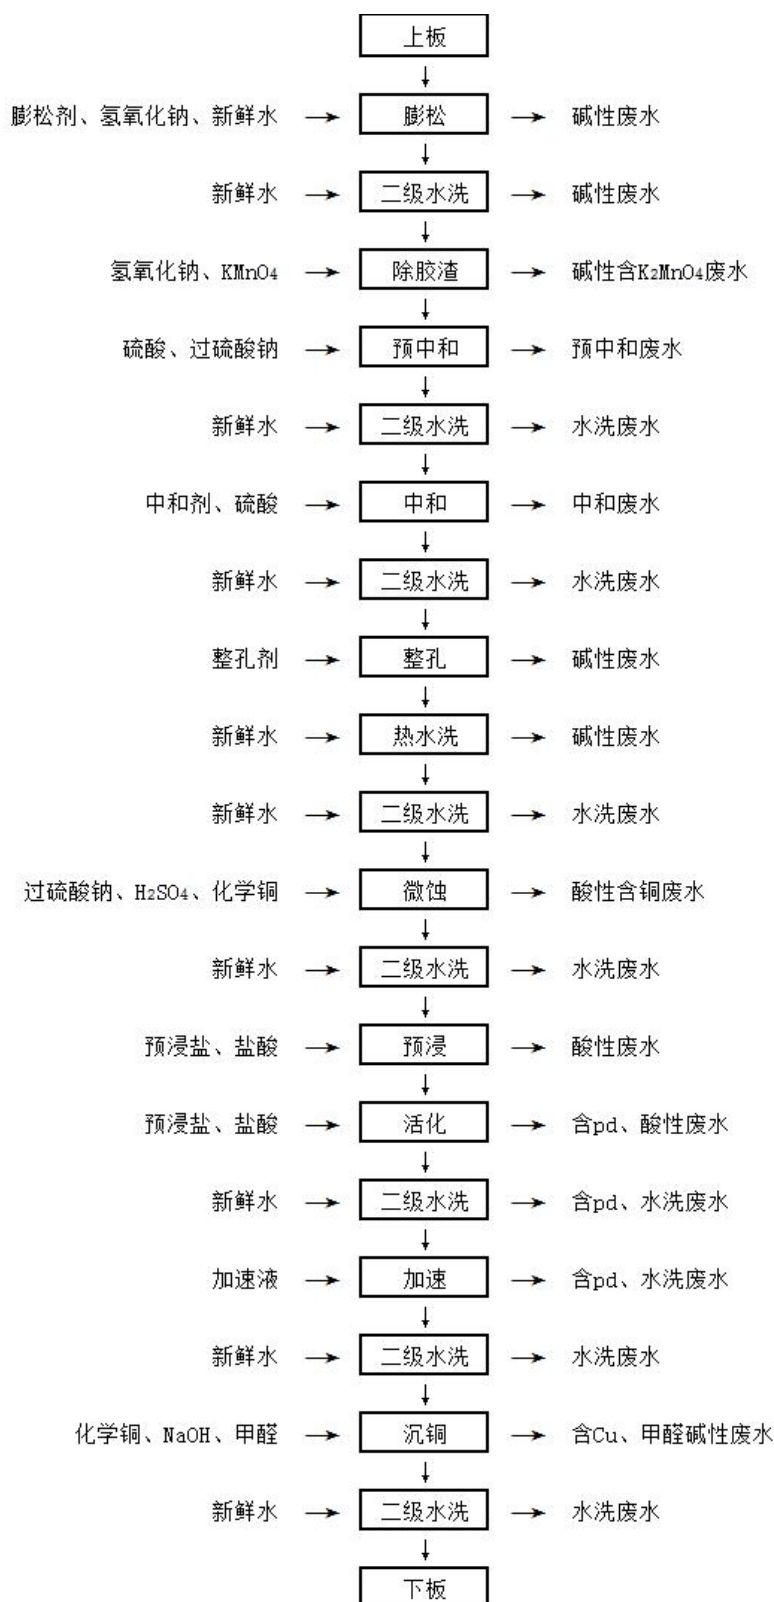 上板
膨松剂、氢氧化钠、新鲜水 膨松 碱性废水
新鲜水 二级水洗 碱性废水
氢氧化钠、KMnO4 除胶渣 碱性含K2MnO4废水
硫酸、过硫酸钠 预中和 预中和废水
新鲜水 二级水洗 水洗废水
中和剂、硫酸 中和 中和废水
新鲜水 二级水洗 水洗废水
整孔剂 整孔 碱性废水
新鲜水 热水洗 碱性废水
新鲜水 二级水洗 水洗废水
过硫酸钠、H2SO4、化学铜 微蚀 酸性含铜废水
新鲜水 二级水洗 水洗废水
预浸盐、盐酸 预浸 酸性废水
预浸盐、盐酸 活化 含pd、酸性废水
新鲜水 二级水洗 含pd、水洗废水
加速液 加速 含pd、水洗废水
新鲜水 二级水洗 水洗废水
化学铜、NaOH、甲醛 沉铜 含Cu、甲醛碱性废水
新鲜水 二级水洗 水洗废水
下板